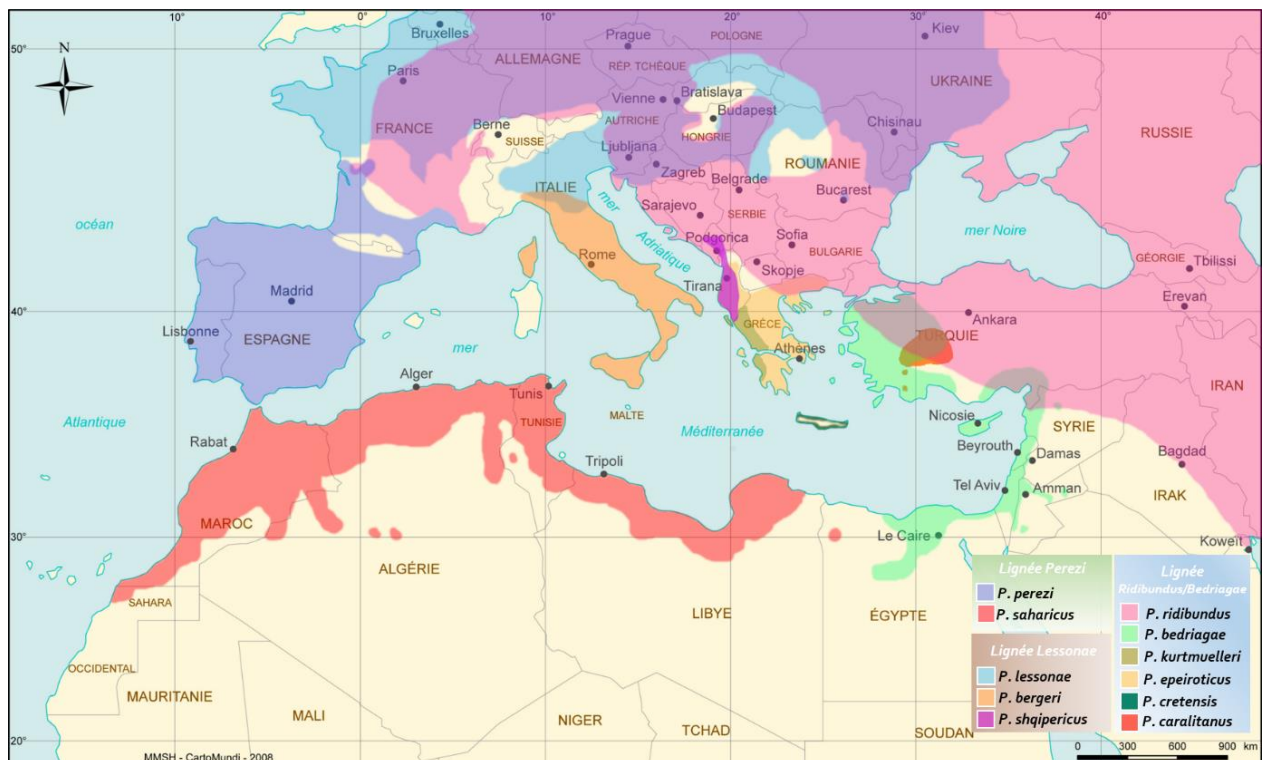 10°
0°
10°
20°
30°
40°
50°
N
Bruxelles
Prague
POLOGNE
Kiev
ALLEMAGNE
RÉP. TCHÈQUE
UKRAINE
Paris
Vienne
Bratislava
Budapest
FRANCE
Berne
AUTRICHE
HONGRIE
Chisinau
RUSSIE
SUISSE
Ljubljana
Zagreb
ROUMANIE
ITALIE
Belgrade
Bucarest
mer
Adriatique
Sarajevo
SERBIE
océan
Podgorica
Sofia
BULGARIE
mer Noire
GÉORGIE
Tbilissi
Rome
Skopje
Tirana
Madrid
Erevan
40°
Lisbonne
ESPAGNE
GRÈCE
Ankara
TURQUIE
mer
Athènes
Alger
Tunis
IRAN
Atlantique
TUNISIE
MALTE
Méditerranée
Nicosie
SYRIE
Rabat
Beyrouth
Damas
Bagdad
Tripoli
Tel Aviv
Amman
IRAK
MAROC
30°
Le Caire
Koweït
ALGÉRIE
SAHARA
LIBYE
ÉGYPTE
OCCIDENTAL
MAURITANIE
MALI
NIGER
TCHAD
SOUDAN
20°
MMSH - CartoMundi - 2008
Lignée Perezi
P. perezi
P. saharicus
Lignée Lessonae
P. lessonae
P. bergeri
P. shqipericus
Lignée
Ridibundus/Bedriagae
P. ridibundus
P. bedriagae
P. kurtmuelleri
P. epeiroticus
P. cretensis
P. caralitanus
0 300 600 900 km